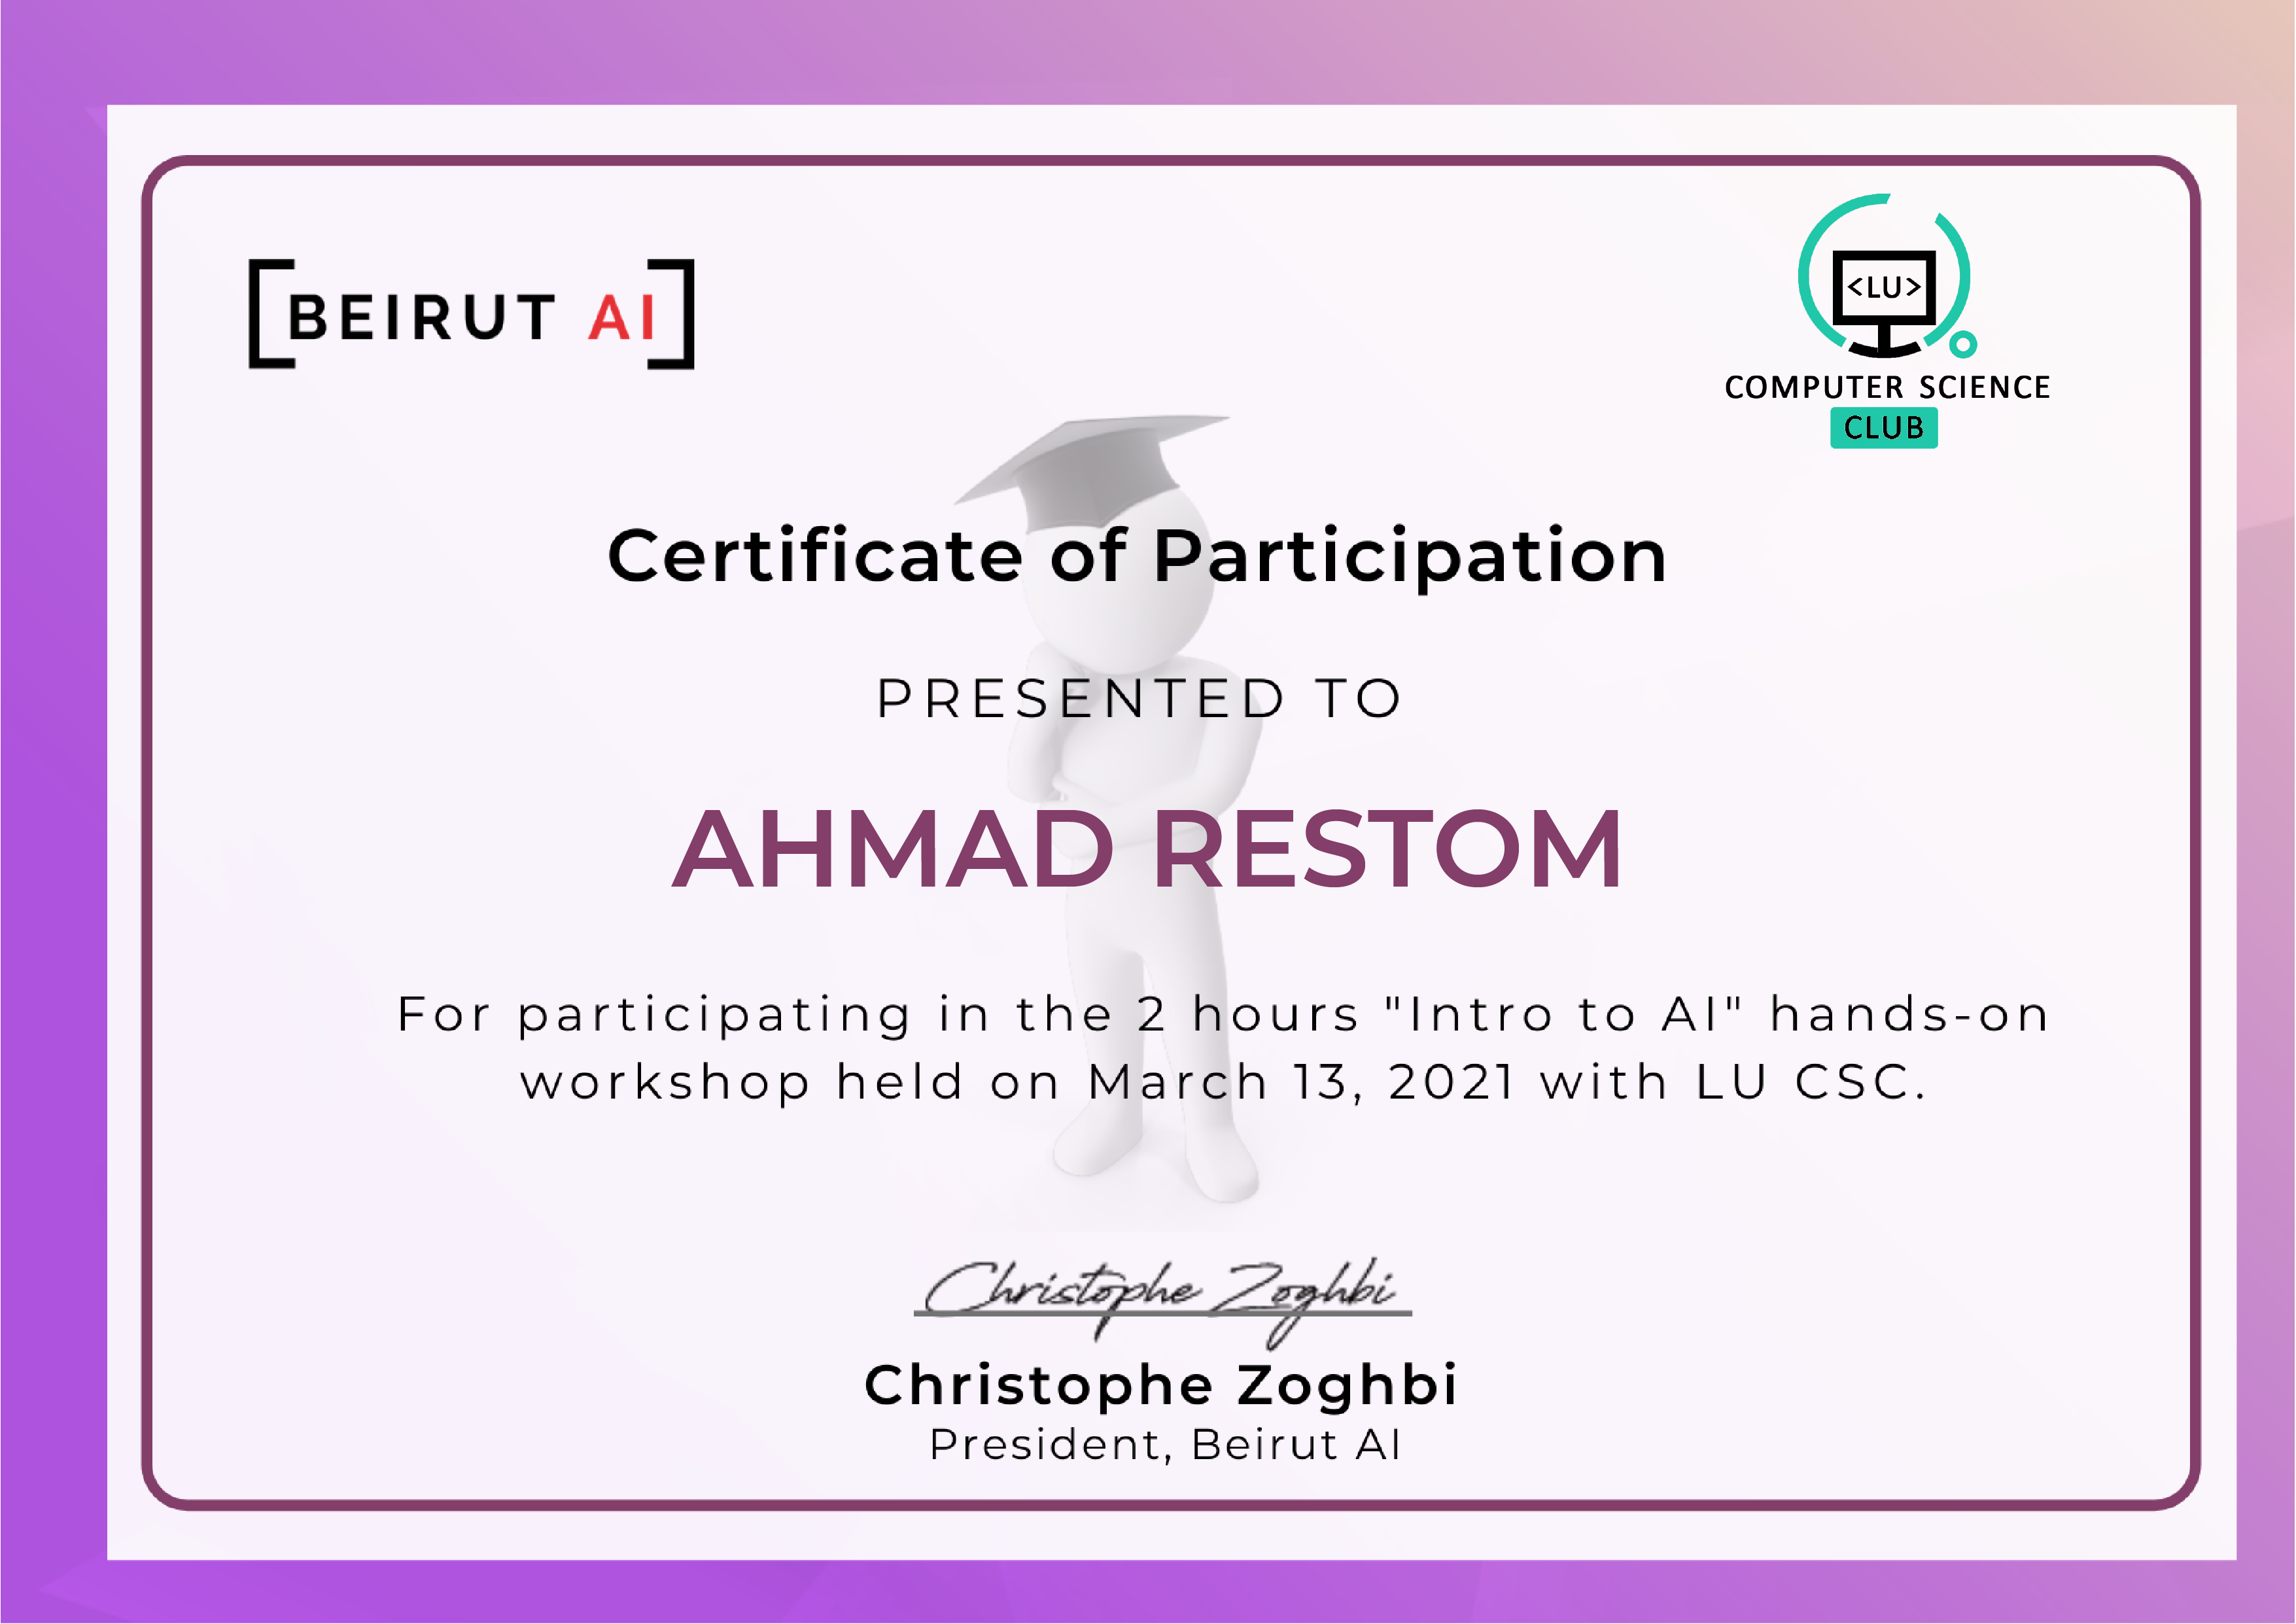 [BEIRUT AI]
<LU>
COMPUTER SCIENCE
CLUB
Certificate of Participation
PRESENTED TO
AHMAD RESTOM
For participating in the 2 hours "Intro to AI" hands-on
workshop held on March 13, 2021 with LU CSC.
Christophe Zoghbi
Christophe Zoghbi
President, Beirut AI